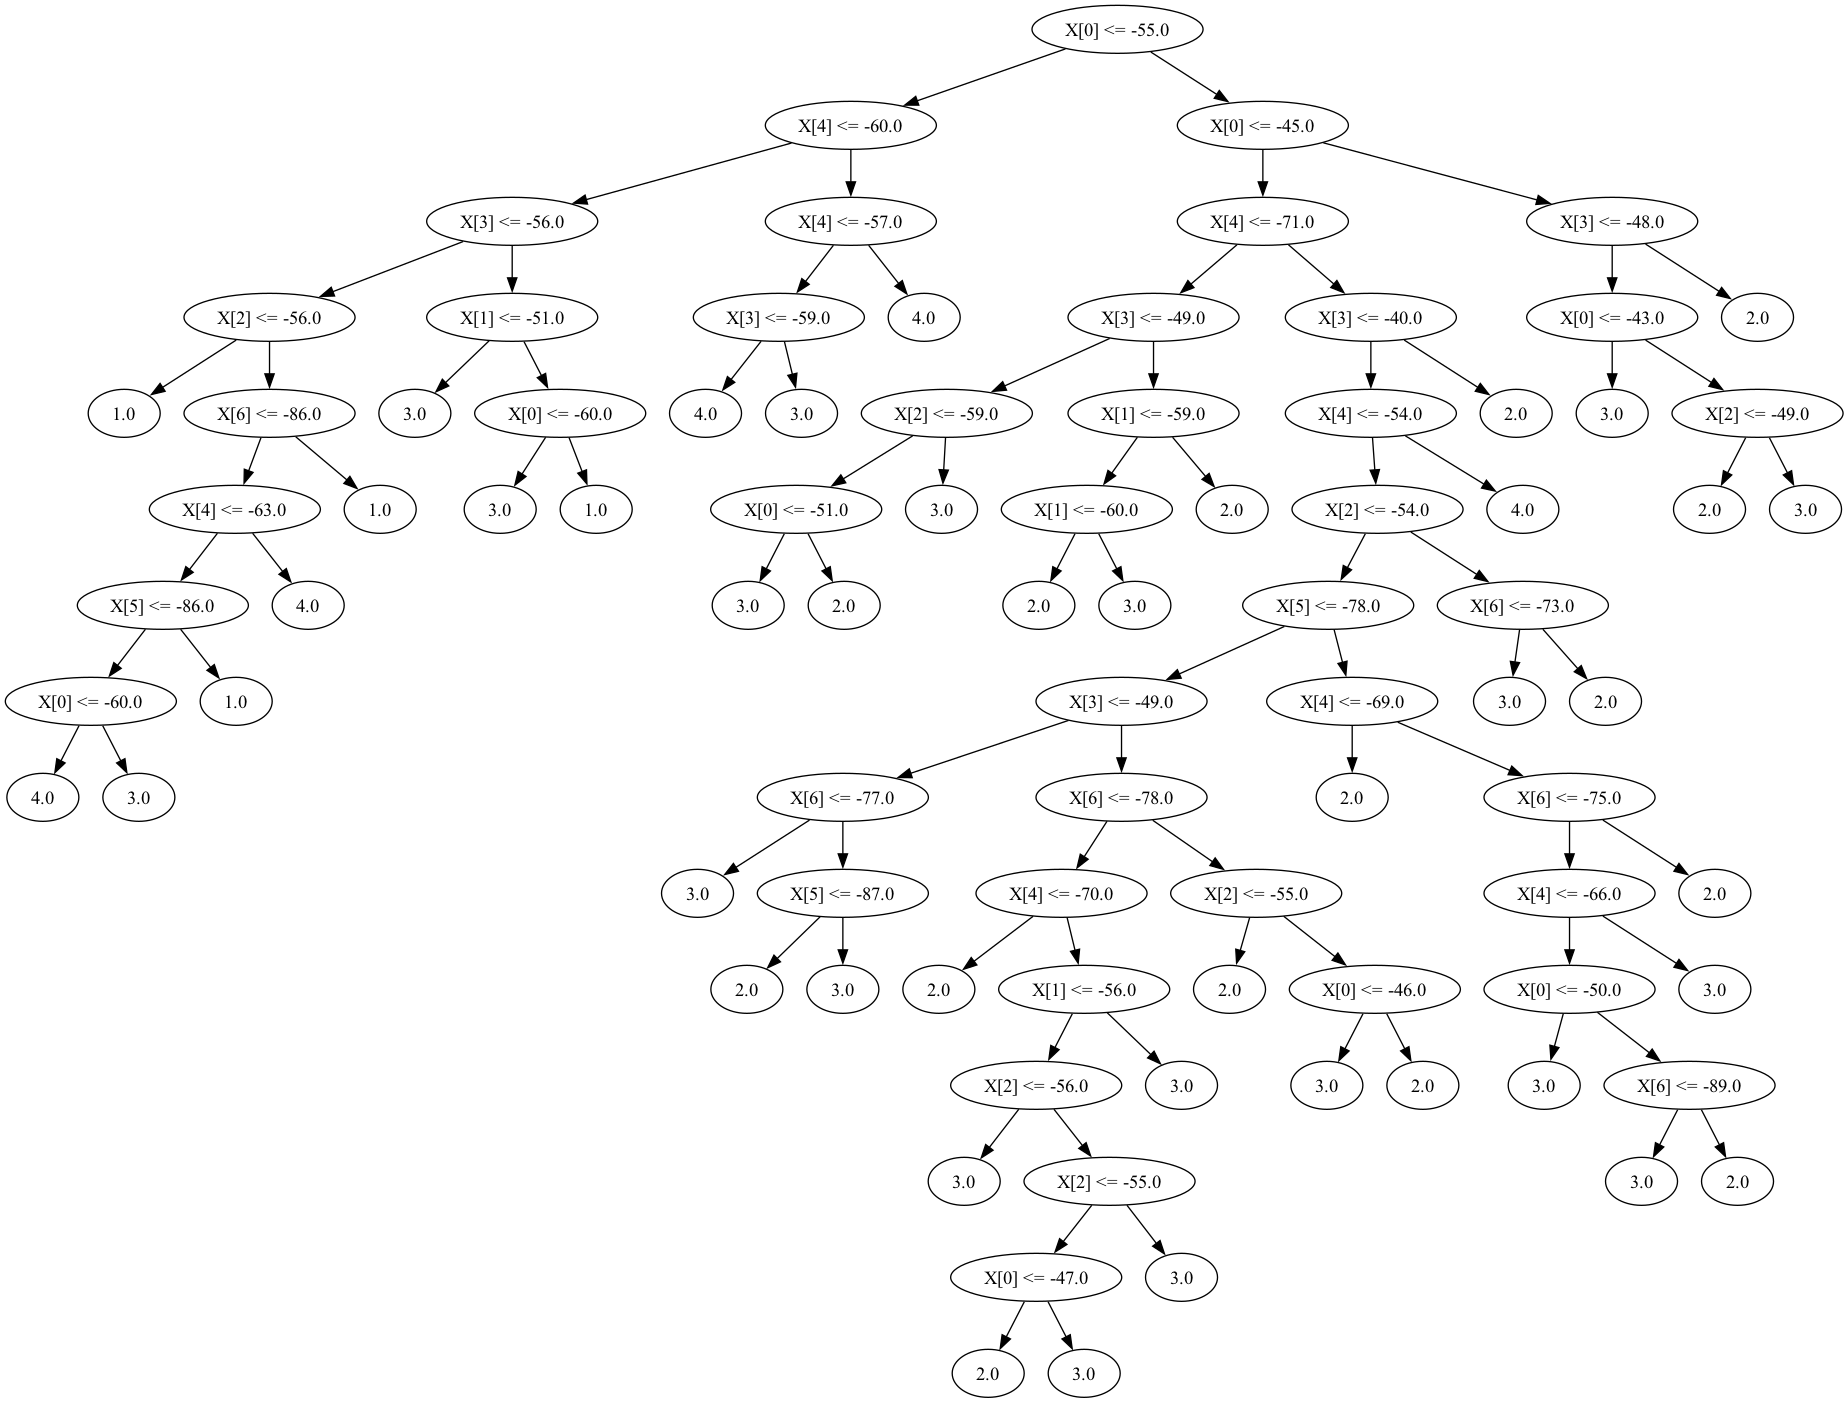 X[0] <= -55.0
X[4] <= -60.0
X[0] <= -45.0
X[3] <= -56.0
X[4] <= -57.0
X[4] <= -71.0
X[3] <= -48.0
X[2] <= -56.0
X[1] <= -51.0
X[3] <= -59.0
4.0
X[3] <= -49.0
X[3] <= -40.0
X[0] <= -43.0
2.0
1.0
X[6] <= -86.0
3.0
X[0] <= -60.0
4.0
3.0
X[2] <= -59.0
X[1] <= -59.0
X[4] <= -54.0
2.0
3.0
X[2] <= -49.0
X[4] <= -63.0
1.0
3.0
1.0
X[0] <= -51.0
3.0
X[1] <= -60.0
2.0
X[2] <= -54.0
4.0
2.0
3.0
X[5] <= -86.0
4.0
3.0
2.0
2.0
3.0
X[5] <= -78.0
X[6] <= -73.0
X[0] <= -60.0
1.0
X[3] <= -49.0
X[4] <= -69.0
3.0
2.0
4.0
3.0
X[6] <= -77.0
X[6] <= -78.0
2.0
X[6] <= -75.0
3.0
X[5] <= -87.0
X[4] <= -70.0
X[2] <= -55.0
X[4] <= -66.0
2.0
2.0
3.0
2.0
X[1] <= -56.0
2.0
X[0] <= -46.0
X[0] <= -50.0
3.0
X[2] <= -56.0
3.0
3.0
2.0
3.0
X[6] <= -89.0
3.0
X[2] <= -55.0
3.0
2.0
X[0] <= -47.0
3.0
2.0
3.0